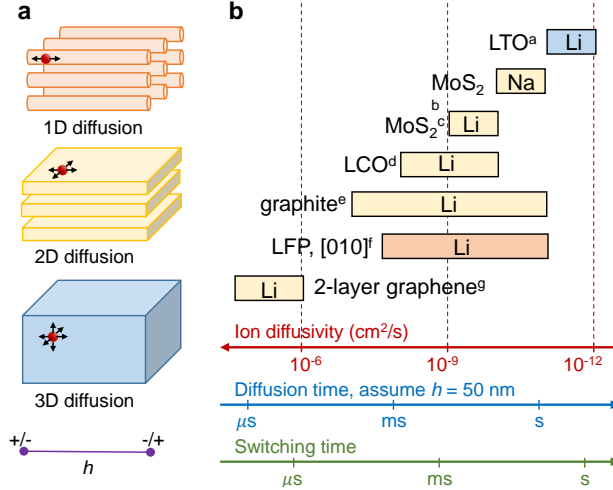 a
1D diffusion
2D diffusion
3D diffusion
+/- -/+
h
b
LTOᵃ Li
MoS₂ Na
b
MoS₂ᶜ Li
LCOᵈ Li
graphiteᵉ Li
LFP, [010]ᶠ Li
Li 2-layer grapheneᵍ
Ion diffusivity (cm²/s)
10⁻⁶ 10⁻⁹ 10⁻¹²
Diffusion time, assume h = 50 nm
μs ms s
Switching time
μs ms s